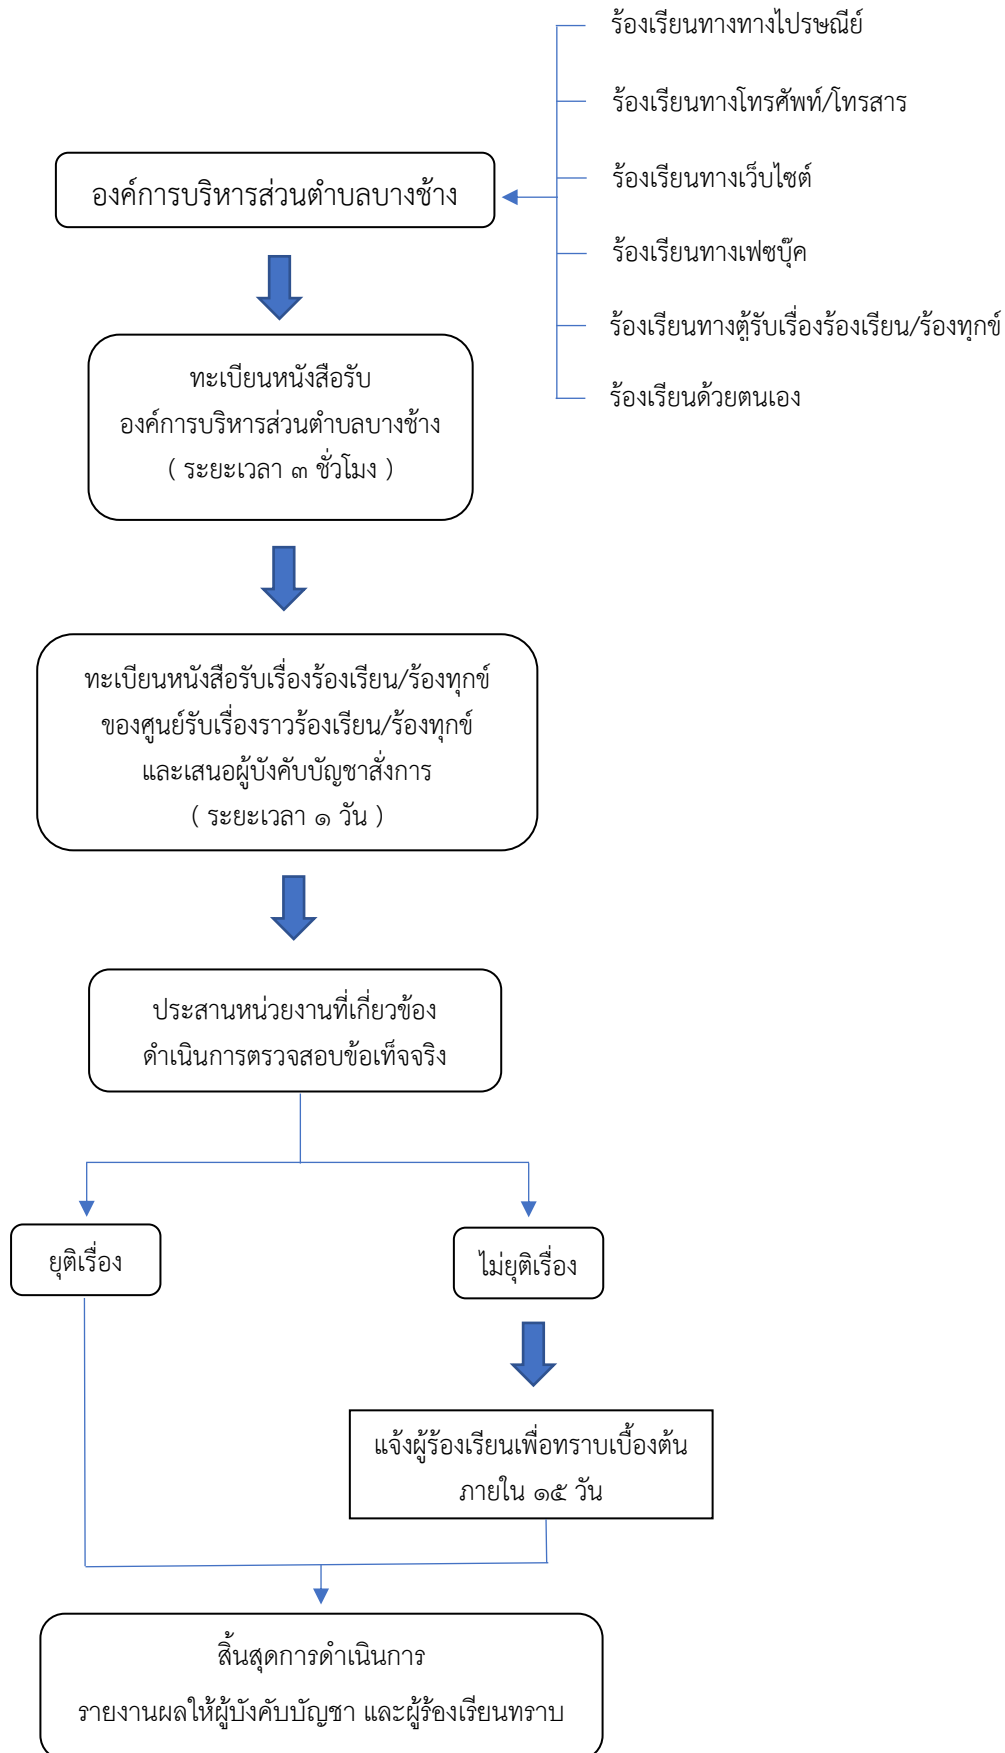 ร้องเรียนทางทางไปรษณีย์
ร้องเรียนทางโทรศัพท์/โทรสาร
ร้องเรียนทางเว็บไซต์
องค์การบริหารส่วนตำบลบางช้าง
ร้องเรียนทางเฟซบุ๊ค
ร้องเรียนทางตู้รับเรื่องร้องเรียน/ร้องทุกข์
ร้องเรียนด้วยตนเอง
ทะเบียนหนังสือรับ
องค์การบริหารส่วนตำบลบางช้าง
( ระยะเวลา ๓ ชั่วโมง )
ทะเบียนหนังสือรับเรื่องร้องเรียน/ร้องทุกข์
ของศูนย์รับเรื่องราวร้องเรียน/ร้องทุกข์
และเสนอผู้บังคับบัญชาสั่งการ
( ระยะเวลา ๑ วัน )
ประสานหน่วยงานที่เกี่ยวข้อง
ดำเนินการตรวจสอบข้อเท็จจริง
ยุติเรื่อง
ไม่ยุติเรื่อง
แจ้งผู้ร้องเรียนเพื่อทราบเบื้องต้น
ภายใน ๑๕ วัน
สิ้นสุดการดำเนินการ
รายงานผลให้ผู้บังคับบัญชา และผู้ร้องเรียนทราบ